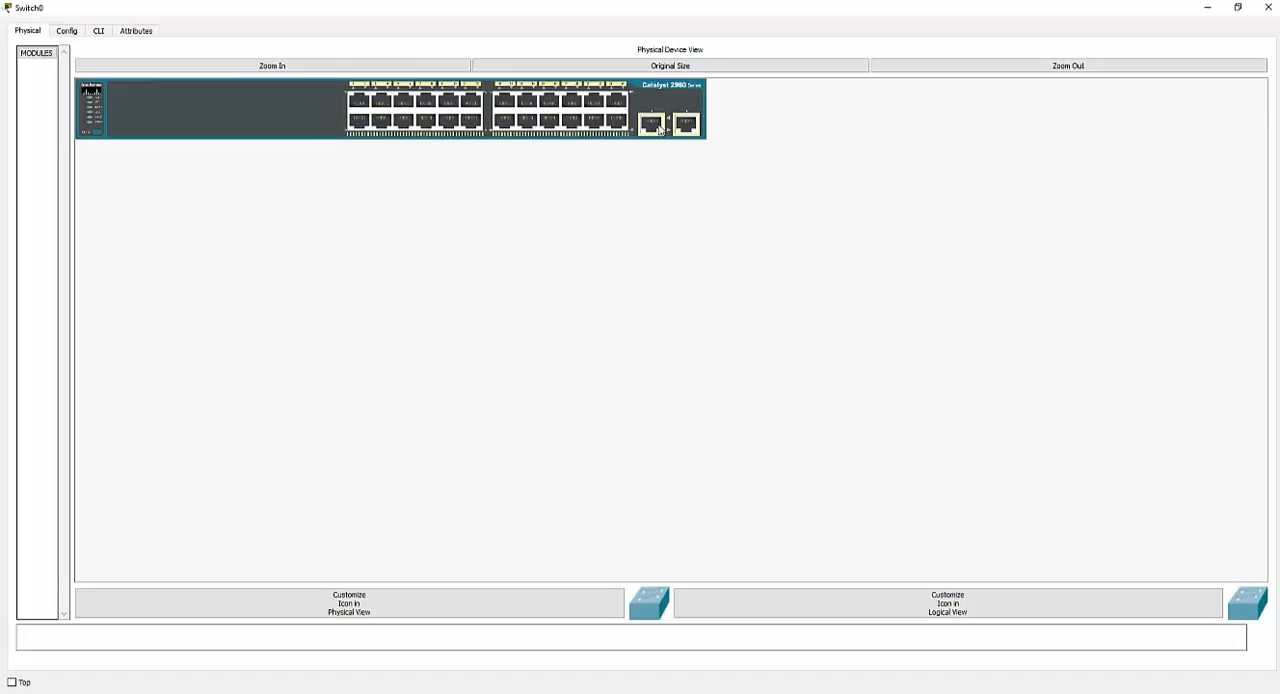 Switch0
Physical Config CLI Attributes
MODULES
Physical Device View
Zoom In Original Size Zoom Out
Catalyst 2960 Series
Customize
Icon in
Physical View
Customize
Icon in
Logical View
Top